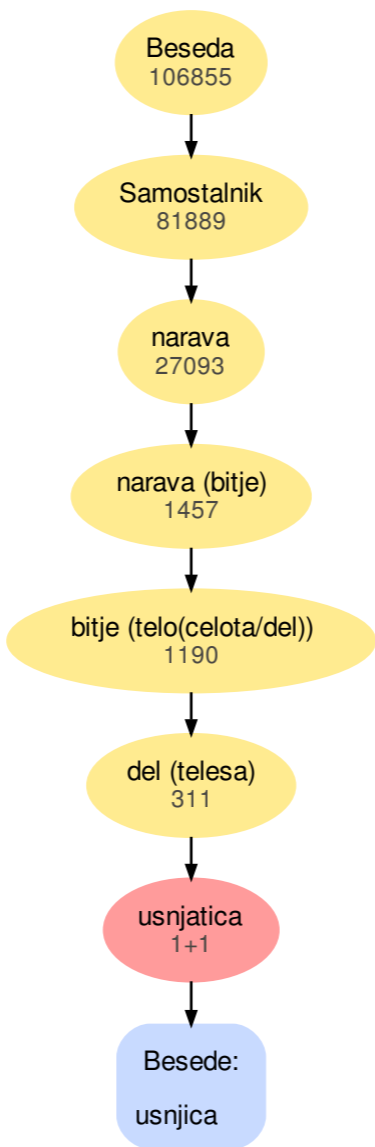 Beseda
106855
Samostalnik
81889
narava
27093
narava (bitje)
1457
bitje (telo(celota/del))
1190
del (telesa)
311
usnjatica
1+1
Besede:
usnjica